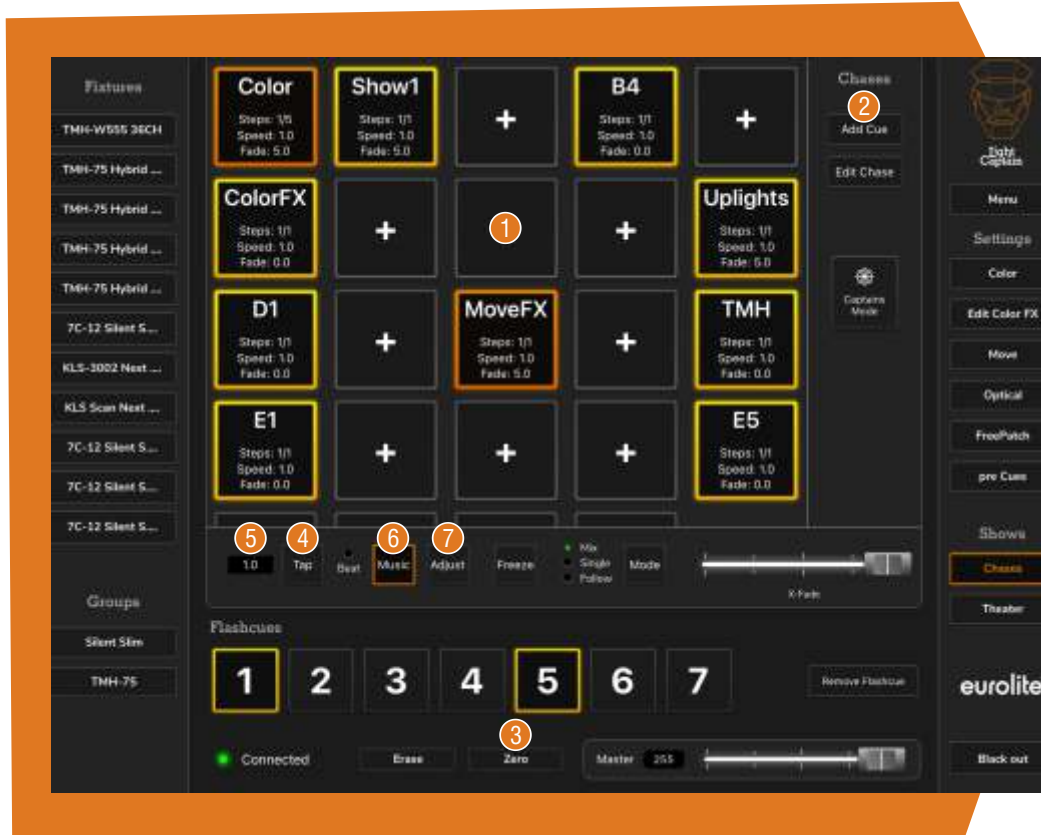 Fixtures
TMH-W555 36CH
TMH-75 Hybrid ...
TMH-75 Hybrid ...
TMH-75 Hybrid ...
TMH-75 Hybrid ...
7C-12 Silent S...
KLS-3002 Next ...
KLS Scan Next ...
7C-12 Silent S...
7C-12 Silent S...
7C-12 Silent S...
Groups
Silent Slim
TMH-75
Color
Steps: 1/5
Speed: 1.0
Fade: 5.0
Show1
Steps: 1/1
Speed: 1.0
Fade: 5.0
+
B4
Steps: 1/1
Speed: 1.0
Fade: 0.0
+
ColorFX
Steps: 1/1
Speed: 1.0
Fade: 0.0
+
1
+
Uplights
Steps: 1/1
Speed: 1.0
Fade: 5.0
D1
Steps: 1/1
Speed: 1.0
Fade: 0.0
+
MoveFX
Steps: 1/1
Speed: 1.0
Fade: 5.0
+
TMH
Steps: 1/1
Speed: 1.0
Fade: 0.0
E1
Steps: 1/1
Speed: 1.0
Fade: 0.0
+
+
+
E5
Steps: 1/1
Speed: 1.0
Fade: 0.0
Chases
2
Add Cue
Edit Chase
Captains
Mode
5
1.0
4
Tap
Beat
6
Music
7
Adjust
Freeze
Mix
Single
Follow
Mode
X-Fade
Flashcues
1 2 3 4 5 6 7
Remove Flashcue
Connected
Erase
3
Zero
Master 255
Light
Captain
Menu
Settings
Color
Edit Color FX
Move
Optical
FreePatch
pre Cues
Shows
Chases
Theater
eurolite
Black out